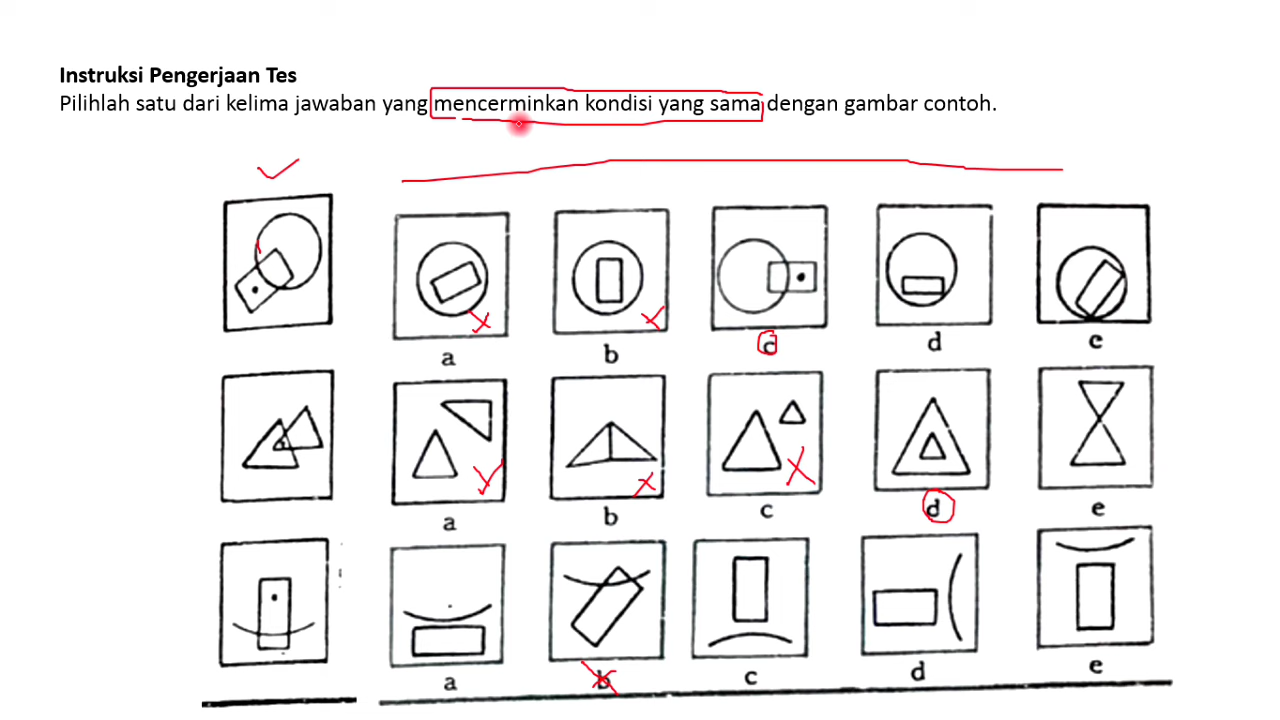 Instruksi Pengerjaan Tes
Pilihlah satu dari kelima jawaban yang mencerminkan kondisi yang sama dengan gambar contoh.
a b c d e
a b c d e
a b c d e